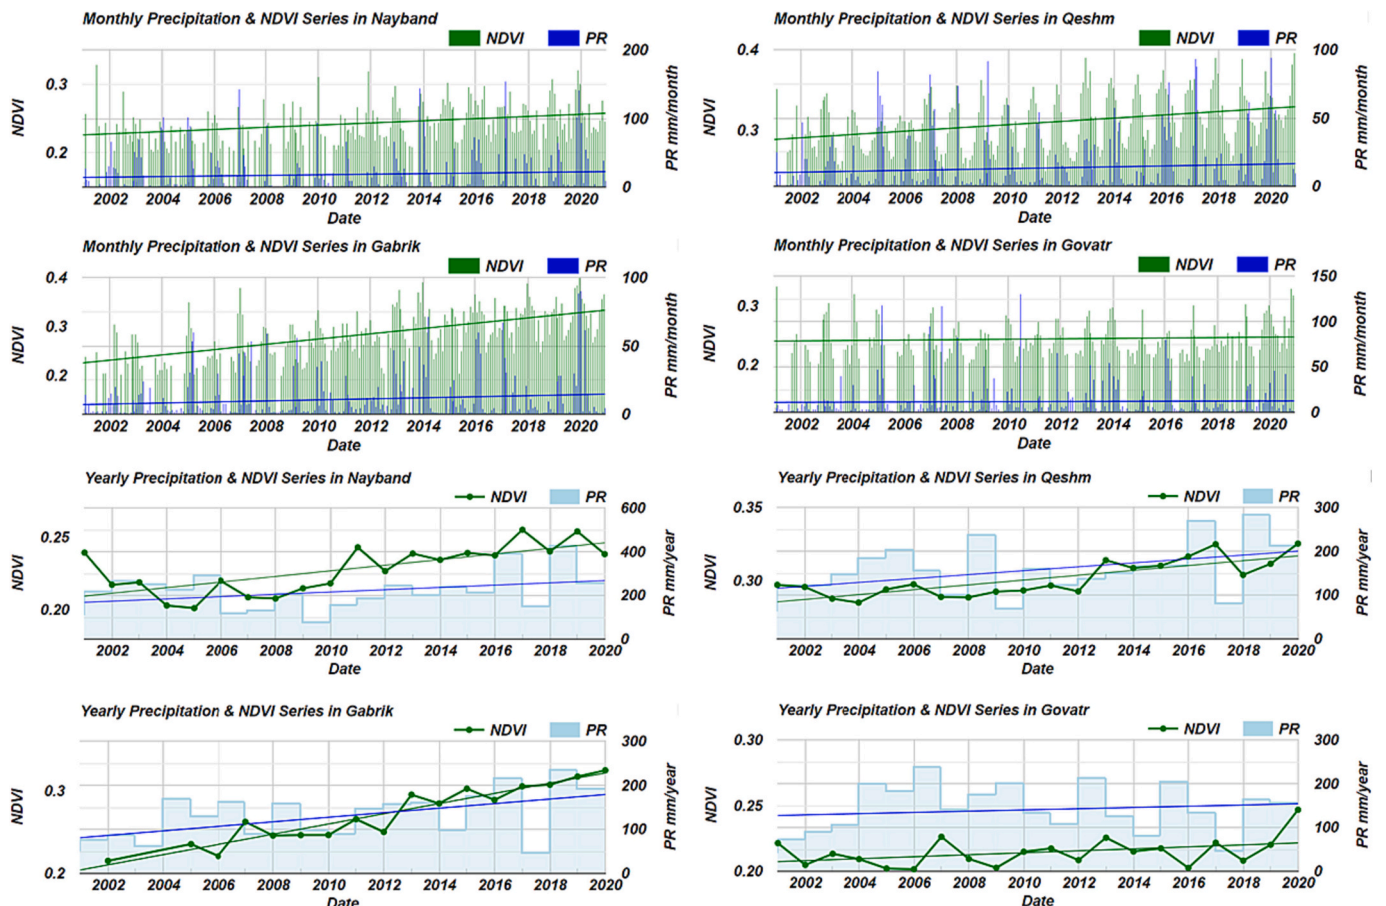 Monthly Precipitation & NDVI Series in Nayband
NDVI PR
200
0.3
100
0.2
0
NDVI
PR mm/month
2002 2004 2006 2008 2010 2012 2014 2016 2018 2020
Date
Monthly Precipitation & NDVI Series in Qeshm
NDVI PR
0.4 100
50
0.3
0
NDVI
PR mm/month
2002 2004 2006 2008 2010 2012 2014 2016 2018 2020
Date
Monthly Precipitation & NDVI Series in Gabrik
NDVI PR
0.4 100
0.3
50
0.2
0
NDVI
PR mm/month
2002 2004 2006 2008 2010 2012 2014 2016 2018 2020
Date
Monthly Precipitation & NDVI Series in Govatr
NDVI PR
150
0.3
100
0.2
50
0
NDVI
PR mm/month
2002 2004 2006 2008 2010 2012 2014 2016 2018 2020
Date
Yearly Precipitation & NDVI Series in Nayband
NDVI PR
600
0.25
400
0.20
200
0
NDVI
PR mm/year
2002 2004 2006 2008 2010 2012 2014 2016 2018 2020
Date
Yearly Precipitation & NDVI Series in Qeshm
NDVI PR
0.35 300
200
0.30
100
0
NDVI
PR mm/year
2002 2004 2006 2008 2010 2012 2014 2016 2018 2020
Date
Yearly Precipitation & NDVI Series in Gabrik
NDVI PR
300
0.3
200
100
0.2 0
NDVI
PR mm/year
2002 2004 2006 2008 2010 2012 2014 2016 2018 2020
Date
Yearly Precipitation & NDVI Series in Govatr
NDVI PR
0.30 300
200
0.25
100
0.20 0
NDVI
PR mm/year
2002 2004 2006 2008 2010 2012 2014 2016 2018 2020
Date